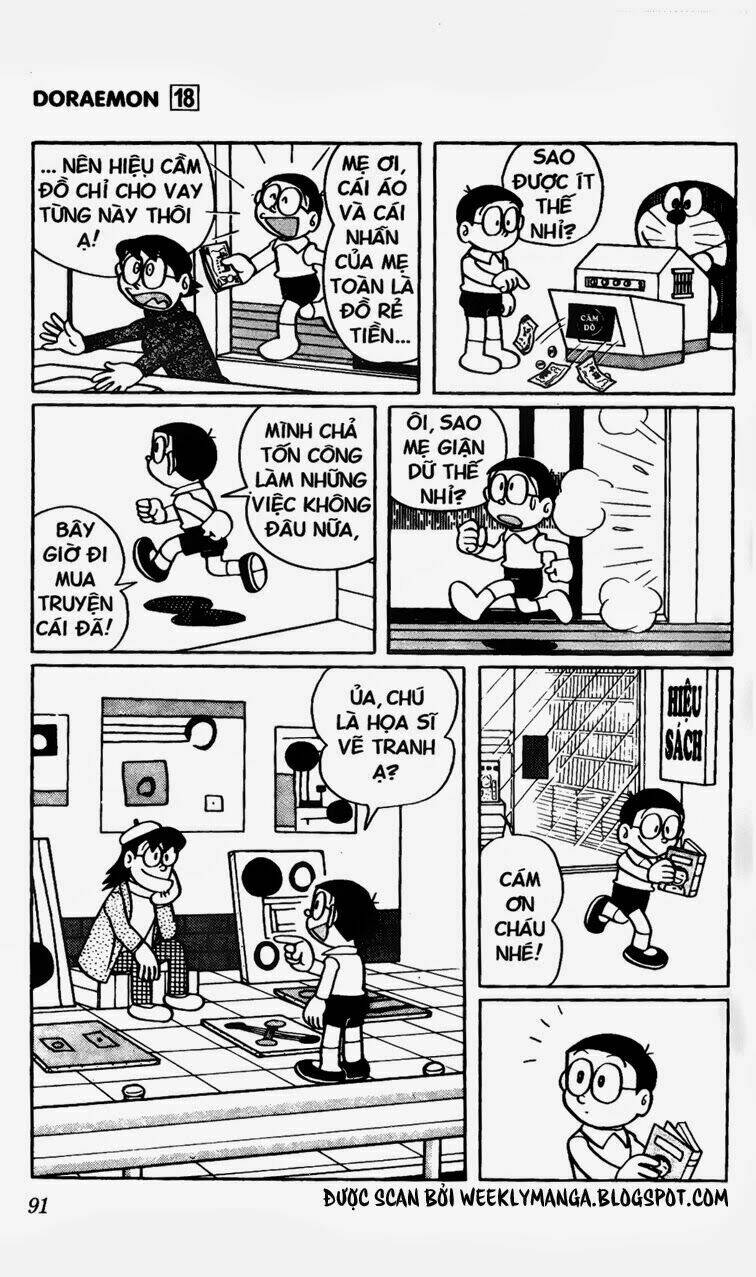 DORAEMON 18
SAO
ĐƯỢC ÍT
THẾ
NHỈ?
CẦM
ĐỒ
MẸ ƠI,
CÁI ÁO
VÀ CÁI
NHẪN
CỦA MẸ
TOÀN LÀ
ĐỒ RẺ
TIỀN...
... NÊN HIỆU CẦM
ĐỒ CHỈ CHO VAY
TỪNG NÀY THÔI
Ạ!
ÔI, SAO
MẸ GIẬN
DỮ THẾ
NHỈ?
MÌNH CHẢ
TỐN CÔNG
LÀM NHỮNG
VIỆC KHÔNG
ĐÂU NỮA,
BÂY
GIỜ ĐI
MUA
TRUYỆN
CÁI ĐÃ!
HIỆU
SÁCH
CÁM
ƠN
CHÁU
NHÉ!
ỦA, CHÚ
LÀ HỌA SĨ
VẼ TRANH
Ạ?
91
ĐƯỢC SCAN BỞI WEEKLYMANGA.BLOGSPOT.COM